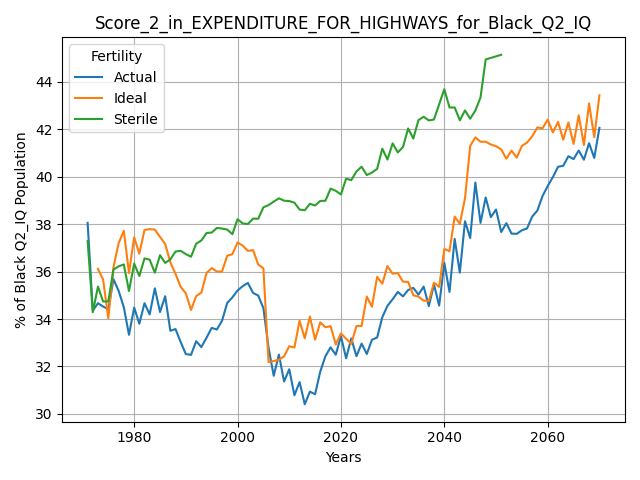 Score_2_in_EXPENDITURE_FOR_HIGHWAYS_for_Black_Q2_IQ
Fertility
Actual
Ideal
Sterile
% of Black Q2_IQ Population
44
42
40
38
36
34
32
30
1980 2000 2020 2040 2060
Years